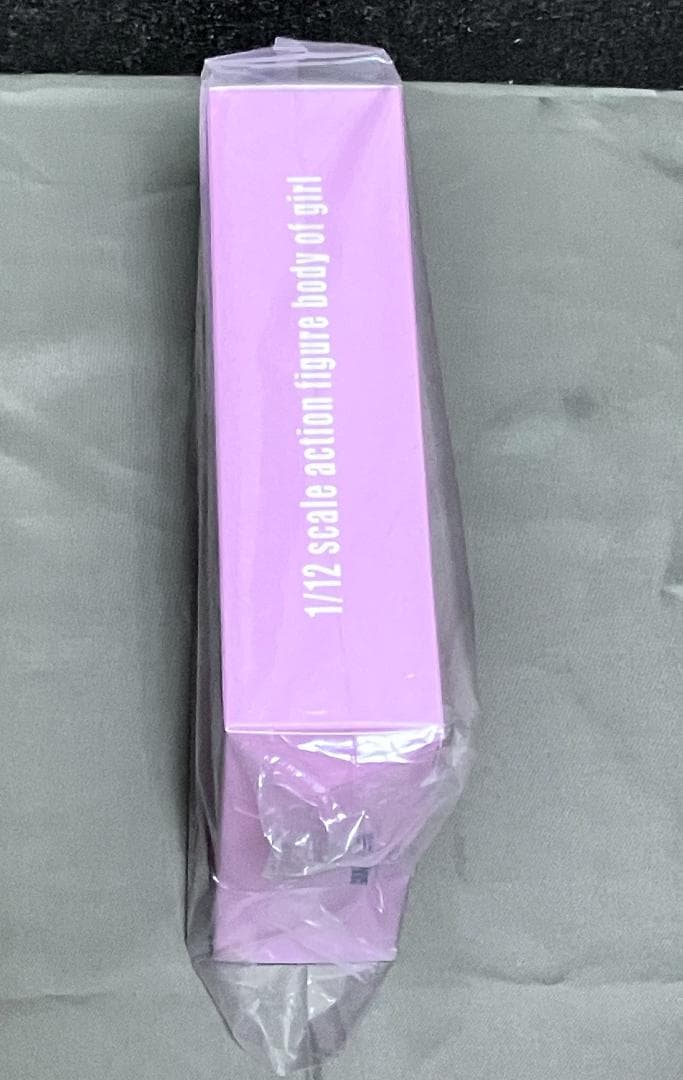 1/12 scale action figure body of girl